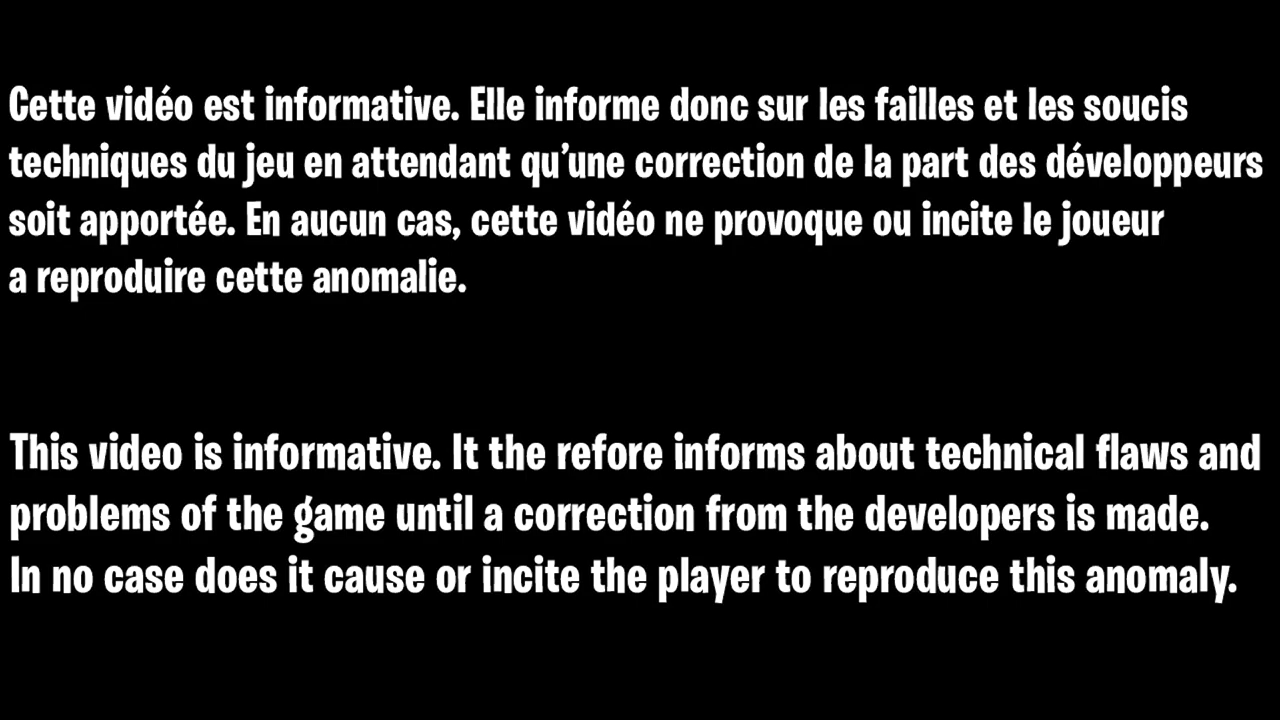 Cette vidéo est informative. Elle informe donc sur les failles et les soucis
techniques du jeu en attendant qu’une correction de la part des développeurs
soit apportée. En aucun cas, cette vidéo ne provoque ou incite le joueur
a reproduire cette anomalie.
This video is informative. It the refore informs about technical flaws and
problems of the game until a correction from the developers is made.
In no case does it cause or incite the player to reproduce this anomaly.